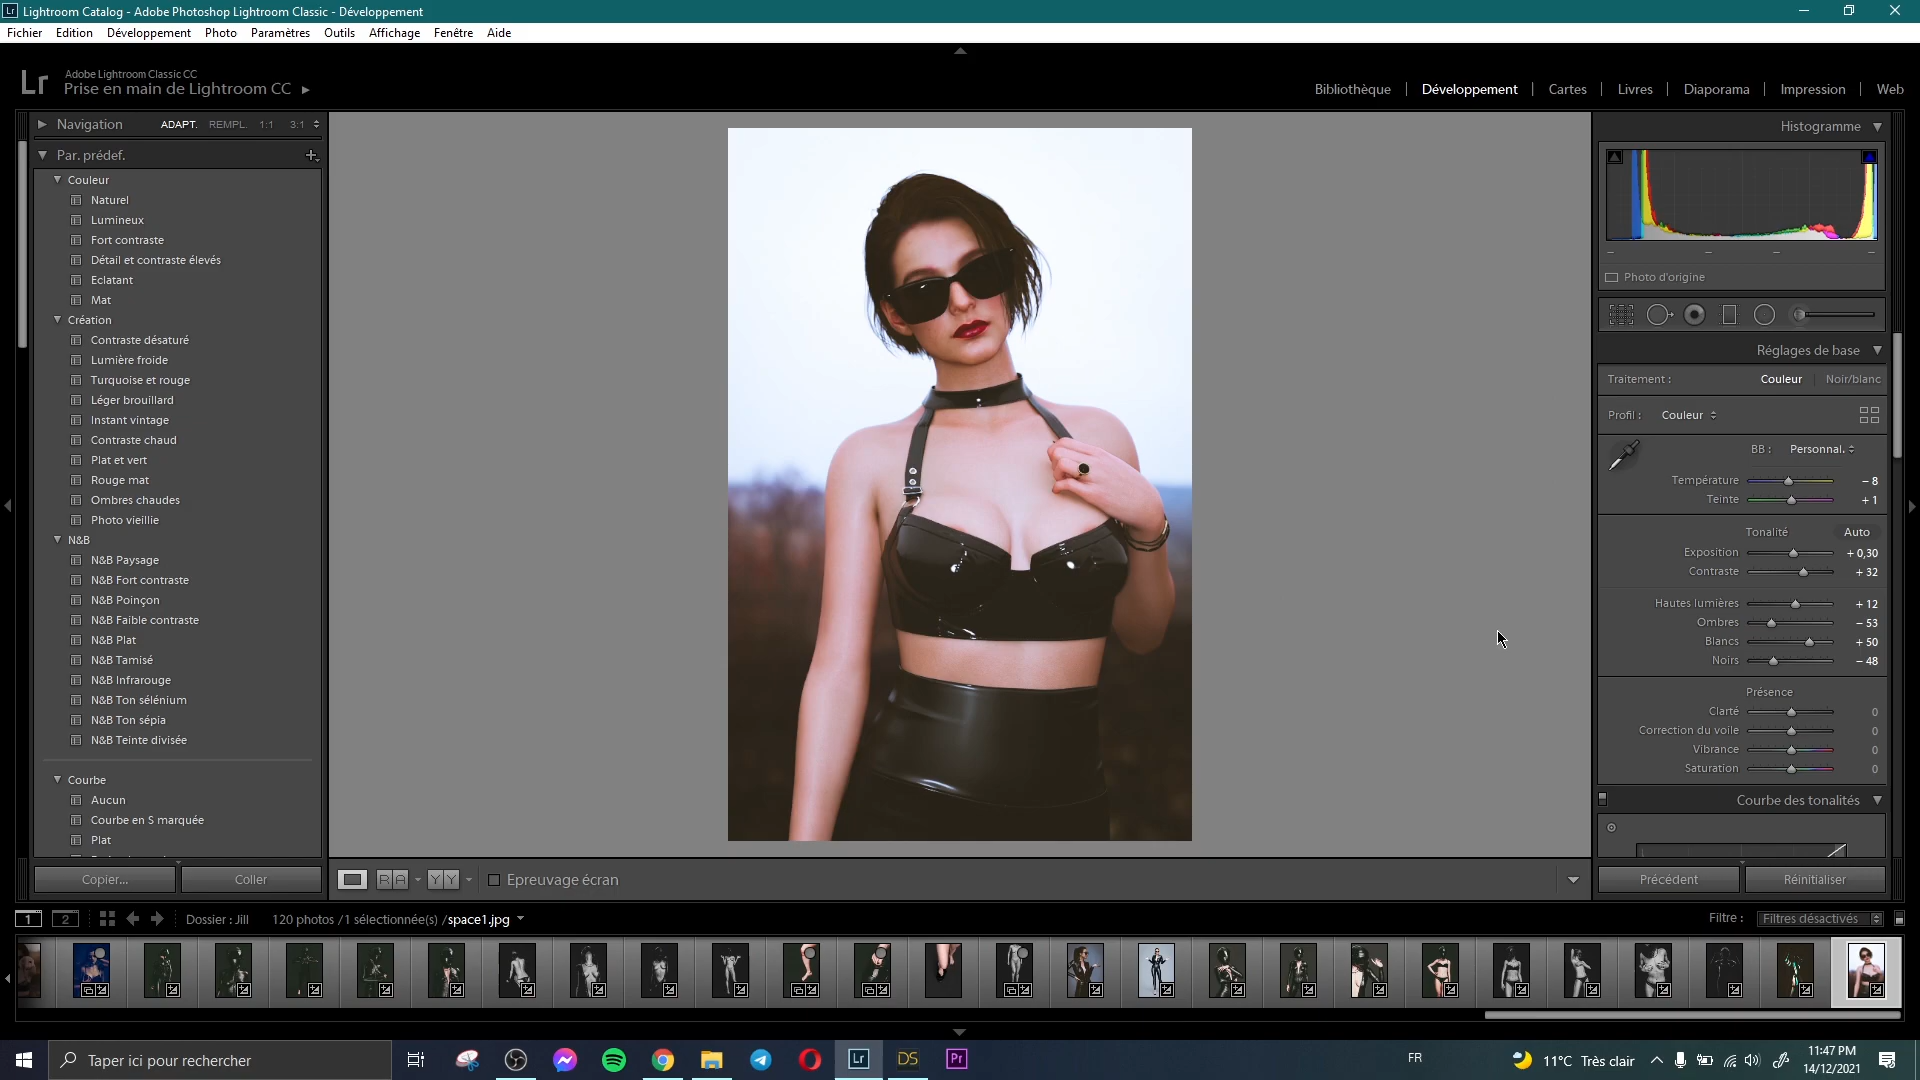 Lr Lightroom Catalog - Adobe Photoshop Lightroom Classic - Développement
Fichier Edition Développement Photo Paramètres Outils Affichage Fenêtre Aide
Lr Adobe Lightroom Classic CC
Prise en main de Lightroom CC
Bibliothèque | Développement | Cartes | Livres | Diaporama | Impression | Web
Navigation ADAPT. REMPL. 1:1 3:1
Par. prédef.
Couleur
Naturel
Lumineux
Fort contraste
Détail et contraste élevés
Eclatant
Mat
Création
Contraste désaturé
Lumière froide
Turquoise et rouge
Léger brouillard
Instant vintage
Contraste chaud
Plat et vert
Rouge mat
Ombres chaudes
Photo vieillie
N&B
N&B Paysage
N&B Fort contraste
N&B Poinçon
N&B Faible contraste
N&B Plat
N&B Tamisé
N&B Infrarouge
N&B Ton sélénium
N&B Ton sépia
N&B Teinte divisée
Courbe
Aucun
Courbe en S marquée
Plat
Copier... Coller
Histogramme
Photo d'origine
Réglages de base
Traitement : Couleur | Noir/blanc
Profil : Couleur
BB : Personnal.
Température - 8
Teinte + 1
Tonalité Auto
Exposition + 0,30
Contraste + 32
Hautes lumières + 12
Ombres - 53
Blancs + 50
Noirs - 48
Présence
Clarté 0
Correction du voile 0
Vibrance 0
Saturation 0
Courbe des tonalités
Précédent Réinitialiser
R A Y Y Epreuvage écran
1 2 Dossier : Jill 120 photos /1 sélectionnée(s) /space1.jpg
Filtre : Filtres désactivés
Taper ici pour rechercher
Lr DS Pr
FR 11°C Très clair
11:47 PM
14/12/2021